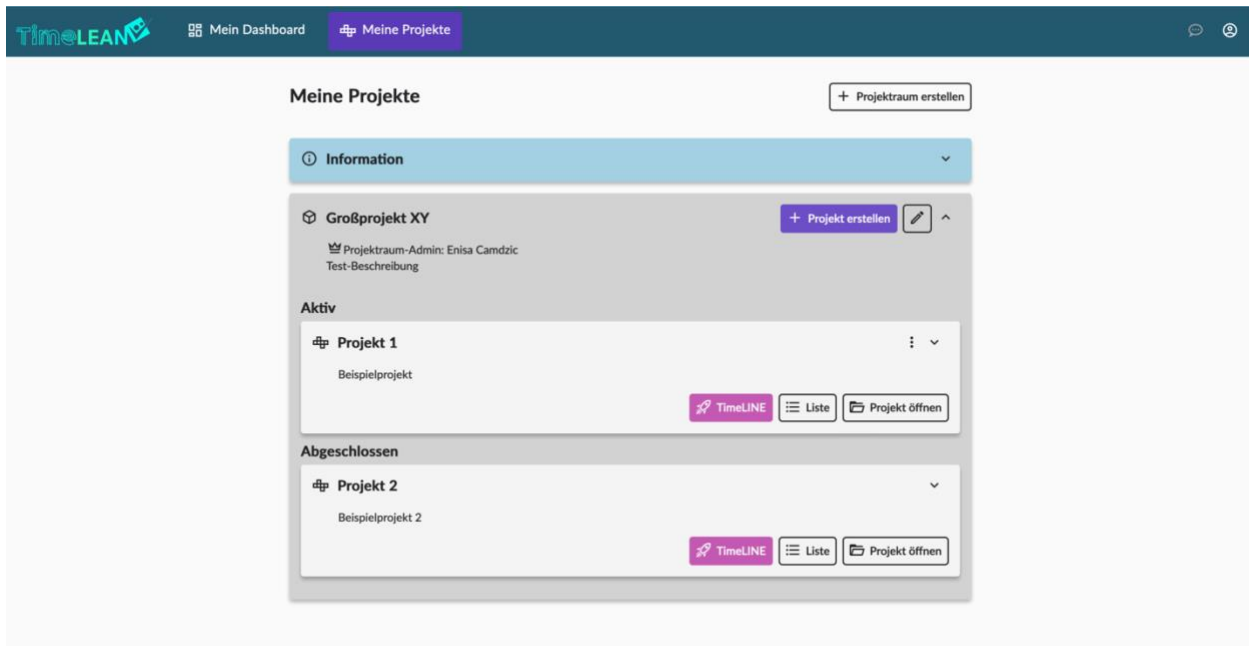 TimeLEAN
Mein Dashboard
Meine Projekte
Meine Projekte
+ Projektraum erstellen
Information
Großprojekt XY
+ Projekt erstellen
Projektraum-Admin: Enisa Camdzic
Test-Beschreibung
Aktiv
Projekt 1
Beispielprojekt
TimeLINE
Liste
Projekt öffnen
Abgeschlossen
Projekt 2
Beispielprojekt 2
TimeLINE
Liste
Projekt öffnen